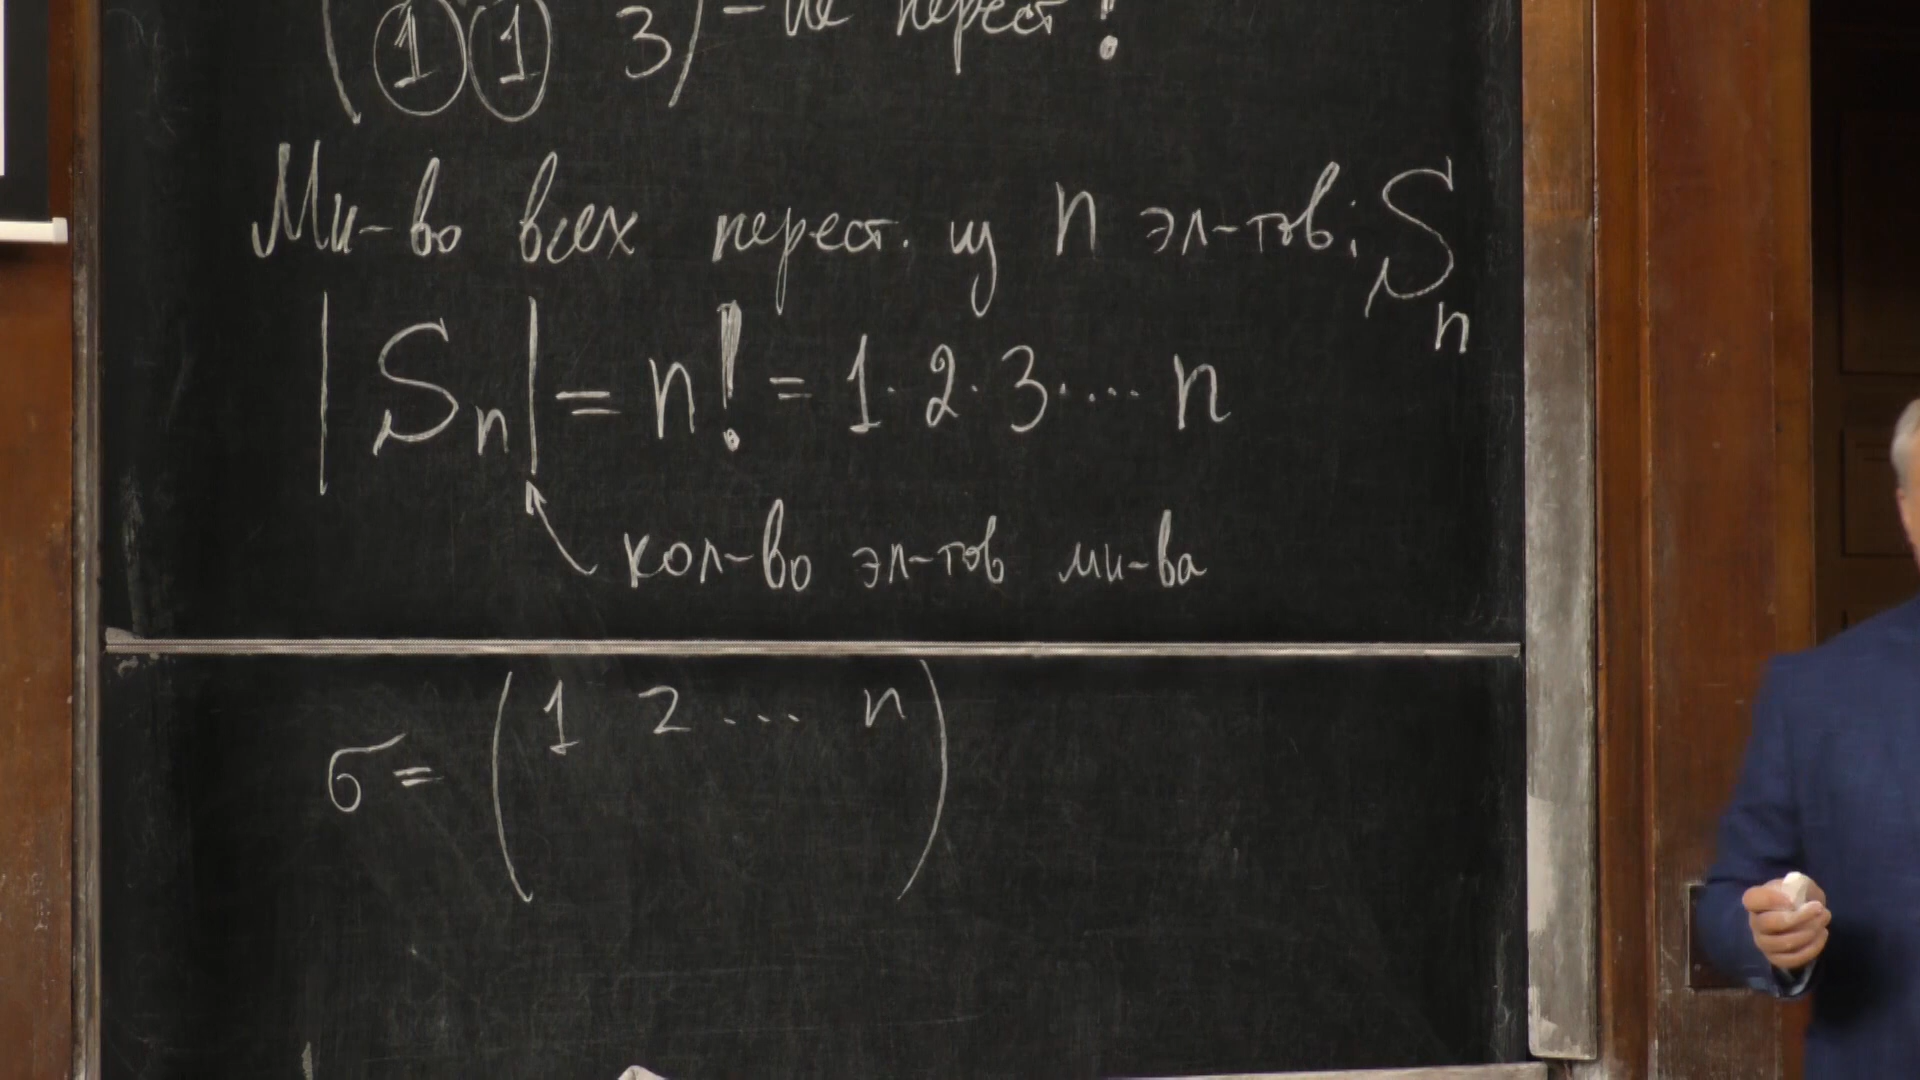 (1 1 3) - не перест!
Мн-во всех перест. из n эл-тов: Sₙ
|Sₙ| = n! = 1·2·3·... n
кол-во эл-тов мн-ва
σ = (1 2 ... n)